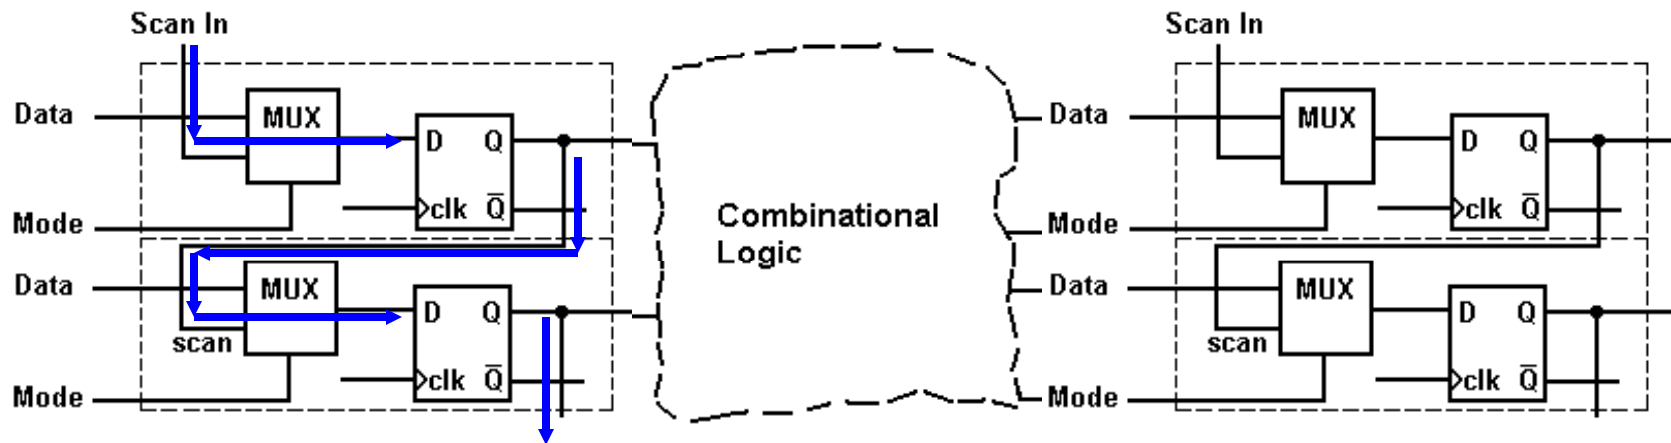 Scan In
Data
MUX
D Q
clk Q̅
Mode
Data
MUX
scan
D Q
clk Q̅
Mode
Combinational
Logic
Scan In
Data
MUX
D Q
clk Q̅
Mode
Data
MUX
scan
D Q
clk Q̅
Mode